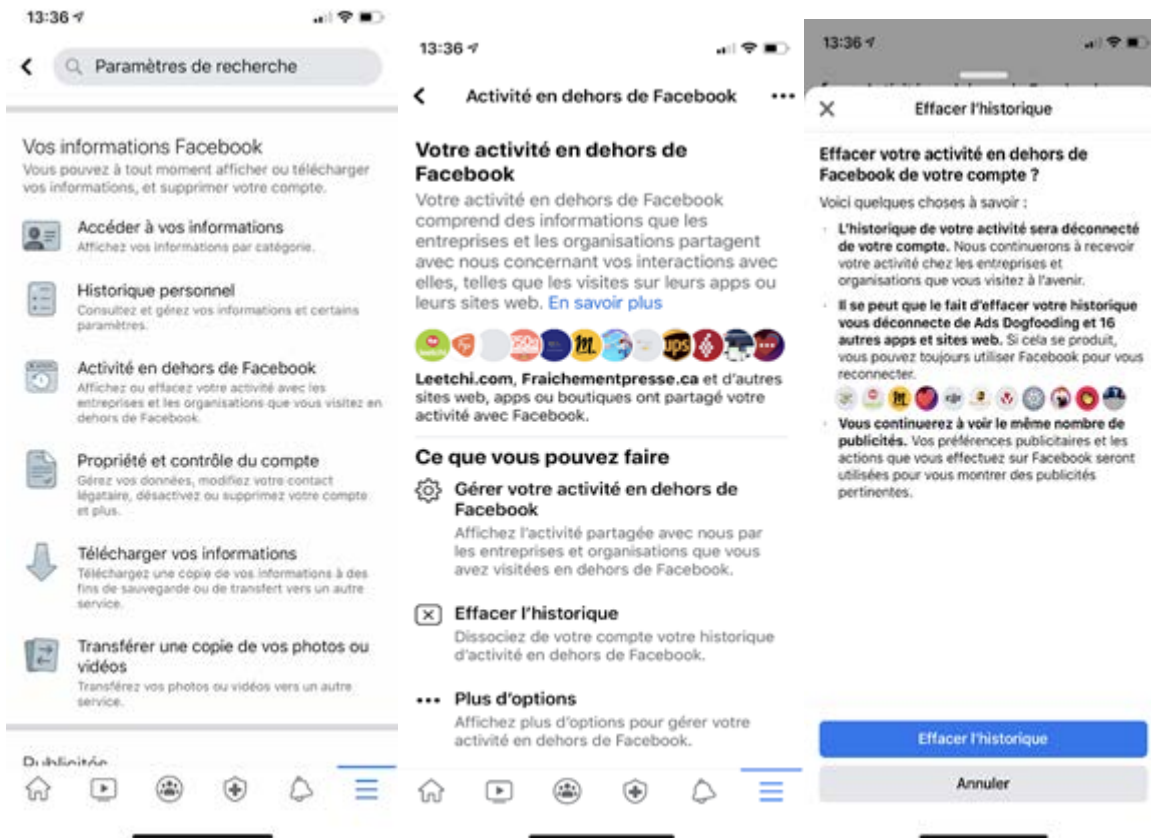 13:36
Paramètres de recherche
Vos informations Facebook
Vous pouvez à tout moment afficher ou télécharger
vos informations, et supprimer votre compte.
Accéder à vos informations
Affichez vos informations par catégorie.
Historique personnel
Consultez et gérez vos informations et certains
paramètres.
Activité en dehors de Facebook
Affichez ou effacez votre activité avec les
entreprises et les organisations que vous visitez en
dehors de Facebook.
Propriété et contrôle du compte
Gérez vos données, modifiez votre contact
légataire, désactivez ou supprimez votre compte
et plus.
Télécharger vos informations
Téléchargez une copie de vos informations à des
fins de sauvegarde ou de transfert vers un autre
service.
Transférer une copie de vos photos ou
vidéos
Transférez vos photos ou vidéos vers un autre
service.
Publicités
13:36
Activité en dehors de Facebook
Votre activité en dehors de
Facebook
Votre activité en dehors de Facebook
comprend des informations que les
entreprises et les organisations partagent
avec nous concernant vos interactions avec
elles, telles que les visites sur leurs apps ou
leurs sites web. En savoir plus
leetchi
ups
Leetchi.com, Fraichementpresse.ca et d'autres
sites web, apps ou boutiques ont partagé votre
activité avec Facebook.
Ce que vous pouvez faire
Gérer votre activité en dehors de
Facebook
Affichez l'activité partagée avec nous par
les entreprises et organisations que vous
avez visitées en dehors de Facebook.
Effacer l'historique
Dissociez de votre compte votre historique
d'activité en dehors de Facebook.
Plus d'options
Affichez plus d'options pour gérer votre
activité en dehors de Facebook.
13:36
Effacer l'historique
Effacer votre activité en dehors de
Facebook de votre compte ?
Voici quelques choses à savoir :
L'historique de votre activité sera déconnecté
de votre compte. Nous continuerons à recevoir
votre activité chez les entreprises et
organisations que vous visitez à l'avenir.
Il se peut que le fait d'effacer votre historique
vous déconnecte de Ads Dogfooding et 16
autres apps et sites web. Si cela se produit,
vous pouvez toujours utiliser Facebook pour vous
reconnecter.
Vous continuerez à voir le même nombre de
publicités. Vos préférences publicitaires et les
actions que vous effectuez sur Facebook seront
utilisées pour vous montrer des publicités
pertinentes.
Effacer l'historique
Annuler